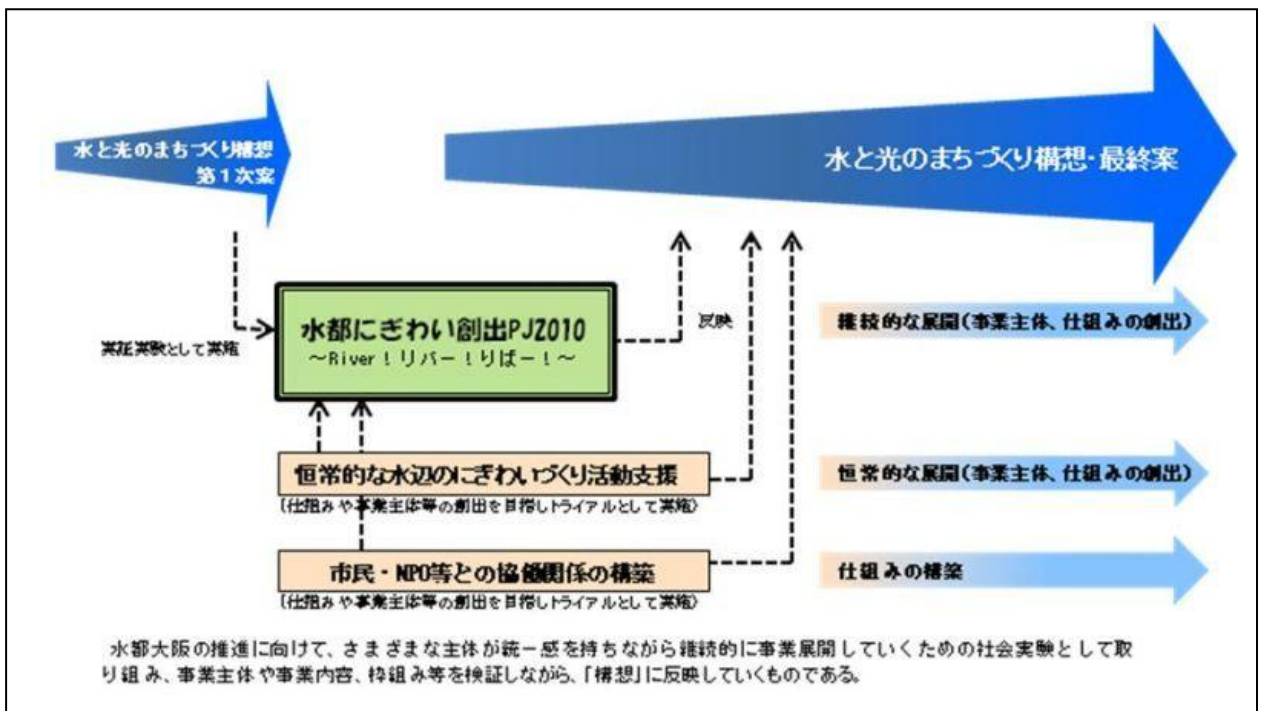 水と光のまちづくり構想
第1次案
水と光のまちづくり構想・最終案
実証実験として実施
水都にぎわい創出PJ2010
～River！リバー！りばー！～
反映
継続的な展開（事業主体、仕組みの創出）
恒常的な水辺のにぎわいづくり活動支援
（仕組みや事業主体等の創出を目指しトライアルとして実施）
恒常的な展開（事業主体、仕組みの創出）
市民・NPO等との協働関係の構築
（仕組みや事業主体等の創出を目指しトライアルとして実施）
仕組みの構築
水都大阪の推進に向けて、さまざまな主体が統一感を持ちながら継続的に事業展開していくための社会実験として取
り組み、事業主体や事業内容、枠組み等を検証しながら、「構想」に反映していくものである。